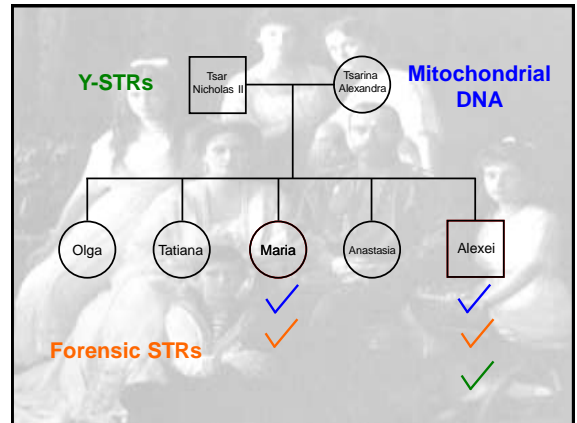 Y-STRs
Tsar
Nicholas II
Tsarina
Alexandra
Mitochondrial
DNA
Olga
Tatiana
Maria
Anastasia
Alexei
Forensic STRs